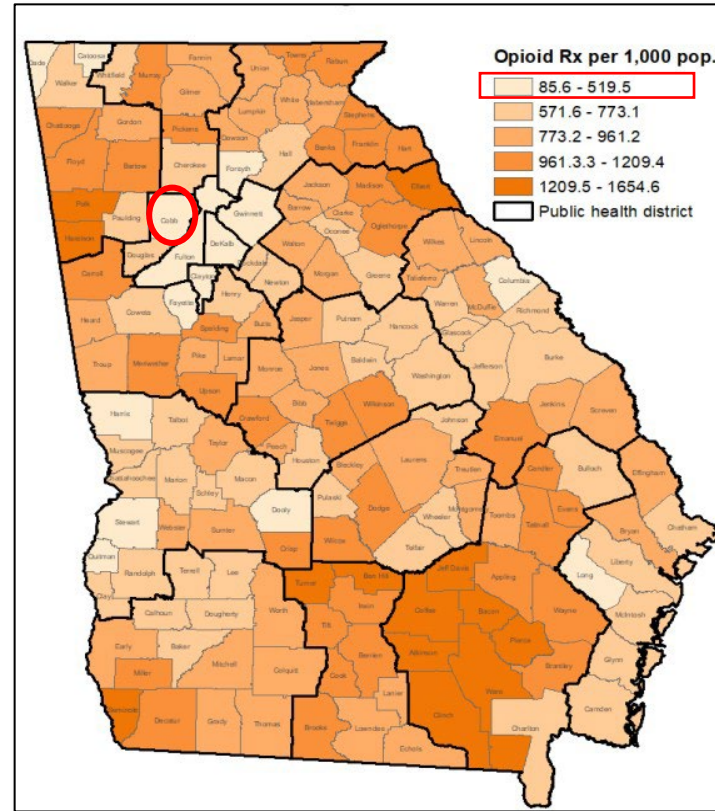 Opioid Rx per 1,000 pop.
85.6 - 519.5
571.6 - 773.1
773.2 - 961.2
961.3.3 - 1209.4
1209.5 - 1654.6
Public health district
Dade
Catoosa
Fannin
Towns
Rabun
Walker
Whitfield
Murray
Union
Gilmer
White
Habersham
Lumpkin
Chattooga
Gordon
Pickens
Dawson
Stephens
Banks
Franklin
Hart
Floyd
Bartow
Cherokee
Forsyth
Hall
Jackson
Madison
Elbert
Polk
Paulding
Cobb
Gwinnett
Barrow
Clarke
Oglethorpe
Haralson
DeKalb
Oconee
Walton
Wilkes
Lincoln
Douglas
Fulton
Rockdale
Carroll
Clayton
Newton
Morgan
Greene
Taliaferro
Columbia
Fayette
Henry
McDuffie
Warren
Richmond
Heard
Coweta
Spalding
Butts
Jasper
Putnam
Hancock
Glascock
Burke
Troup
Meriwether
Pike
Lamar
Monroe
Jones
Baldwin
Washington
Jefferson
Upson
Bibb
Wilkinson
Jenkins
Screven
Harris
Talbot
Crawford
Twiggs
Johnson
Emanuel
Taylor
Peach
Muscogee
Houston
Bleckley
Laurens
Treutlen
Candler
Bulloch
Effingham
Marion
Macon
Schley
Pulaski
Dodge
Wheeler
Montgomery
Toombs
Tattnall
Evans
Bryan
Chatham
Stewart
Webster
Sumter
Dooly
Crisp
Wilcox
Telfair
Long
Liberty
Quitman
Randolph
Terrell
Lee
Turner
Ben Hill
Jeff Davis
Appling
Wayne
McIntosh
Clay
Calhoun
Dougherty
Worth
Tift
Irwin
Coffee
Bacon
Pierce
Early
Baker
Mitchell
Colquitt
Berrien
Atkinson
Ware
Brantley
Glynn
Miller
Cook
Lanier
Clinch
Decatur
Grady
Thomas
Brooks
Lowndes
Echols
Charlton
Camden